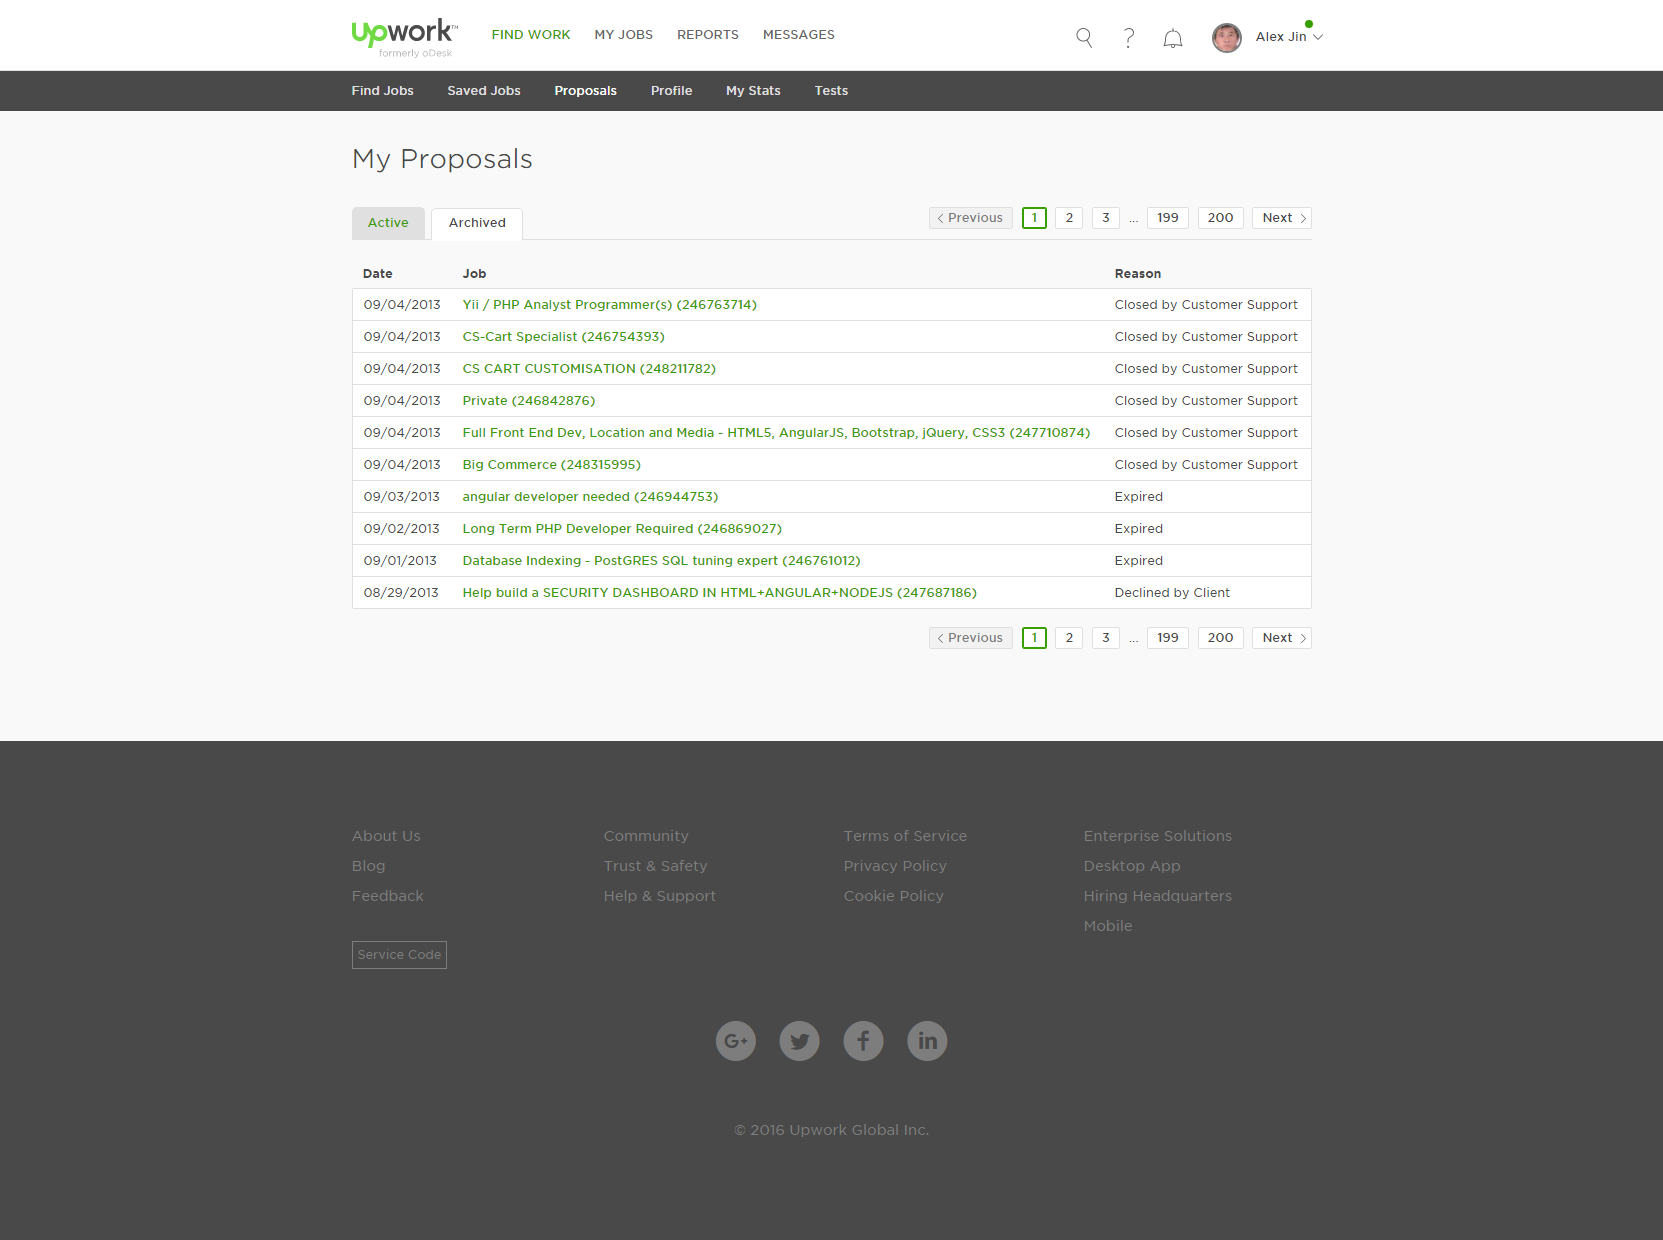 upwork™
formerly oDesk
FIND WORK MY JOBS REPORTS MESSAGES
Alex Jin
Find Jobs Saved Jobs Proposals Profile My Stats Tests
My Proposals
Active Archived
Previous 1 2 3 ... 199 200 Next
Date Job Reason
09/04/2013 Yii / PHP Analyst Programmer(s) (246763714) Closed by Customer Support
09/04/2013 CS-Cart Specialist (246754393) Closed by Customer Support
09/04/2013 CS CART CUSTOMISATION (248211782) Closed by Customer Support
09/04/2013 Private (246842876) Closed by Customer Support
09/04/2013 Full Front End Dev, Location and Media - HTML5, AngularJS, Bootstrap, jQuery, CSS3 (247710874) Closed by Customer Support
09/04/2013 Big Commerce (248315995) Closed by Customer Support
09/03/2013 angular developer needed (246944753) Expired
09/02/2013 Long Term PHP Developer Required (246869027) Expired
09/01/2013 Database Indexing - PostGRES SQL tuning expert (246761012) Expired
08/29/2013 Help build a SECURITY DASHBOARD IN HTML+ANGULAR+NODEJS (247687186) Declined by Client
Previous 1 2 3 ... 199 200 Next
About Us Community Terms of Service Enterprise Solutions
Blog Trust & Safety Privacy Policy Desktop App
Feedback Help & Support Cookie Policy Hiring Headquarters
Mobile
Service Code
G+ in
© 2016 Upwork Global Inc.